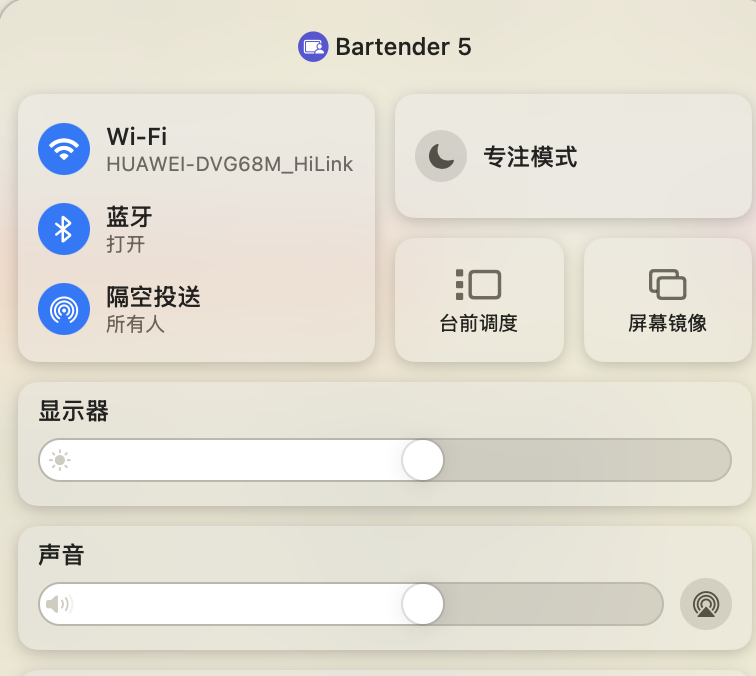 Bartender 5
Wi-Fi
HUAWEI-DVG68M_HiLink
蓝牙
打开
隔空投送
所有人
专注模式
台前调度
屏幕镜像
显示器
声音